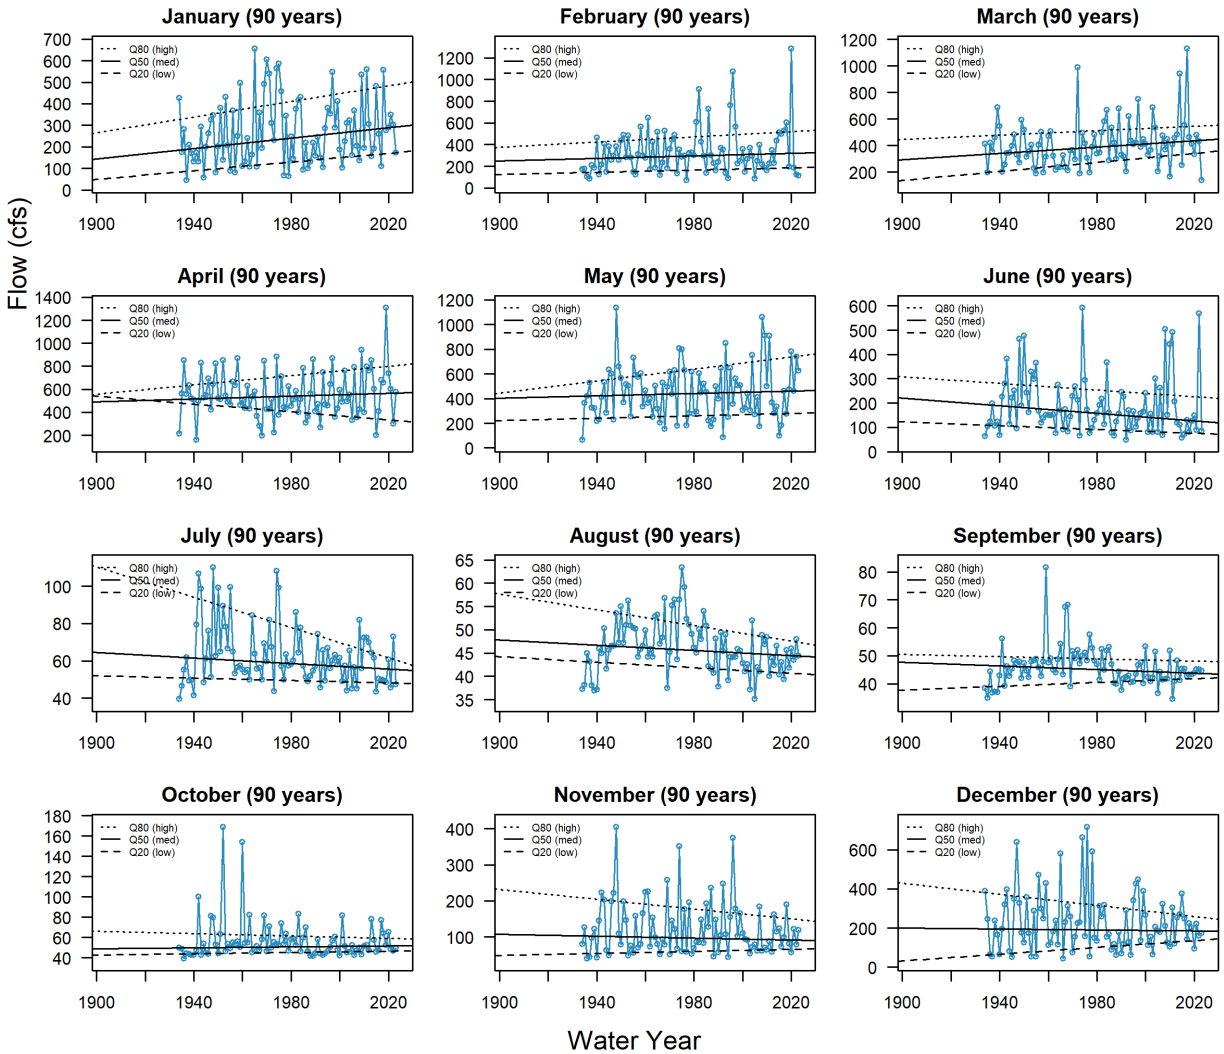 January (90 years)
700
600
500
400
300
200
100
0
Q80 (high)
Q50 (med)
Q20 (low)
1900
1940
1980
2020
February (90 years)
1200
1000
800
600
400
200
0
Q80 (high)
Q50 (med)
Q20 (low)
1900
1940
1980
2020
March (90 years)
1200
1000
800
600
400
200
Q80 (high)
Q50 (med)
Q20 (low)
1900
1940
1980
2020
Flow (cfs)
April (90 years)
1400
1200
1000
800
600
400
200
Q80 (high)
Q50 (med)
Q20 (low)
1900
1940
1980
2020
May (90 years)
1200
1000
800
600
400
200
0
Q80 (high)
Q50 (med)
Q20 (low)
1900
1940
1980
2020
June (90 years)
600
500
400
300
200
100
0
Q80 (high)
Q50 (med)
Q20 (low)
1900
1940
1980
2020
July (90 years)
100
80
60
40
Q80 (high)
Q50 (med)
Q20 (low)
1900
1940
1980
2020
August (90 years)
65
60
55
50
45
40
35
Q80 (high)
Q50 (med)
Q20 (low)
1900
1940
1980
2020
September (90 years)
80
70
60
50
40
Q80 (high)
Q50 (med)
Q20 (low)
1900
1940
1980
2020
October (90 years)
180
160
140
120
100
80
60
40
Q80 (high)
Q50 (med)
Q20 (low)
1900
1940
1980
2020
November (90 years)
400
300
200
100
Q80 (high)
Q50 (med)
Q20 (low)
1900
1940
1980
2020
December (90 years)
600
400
200
0
Q80 (high)
Q50 (med)
Q20 (low)
1900
1940
1980
2020
Water Year